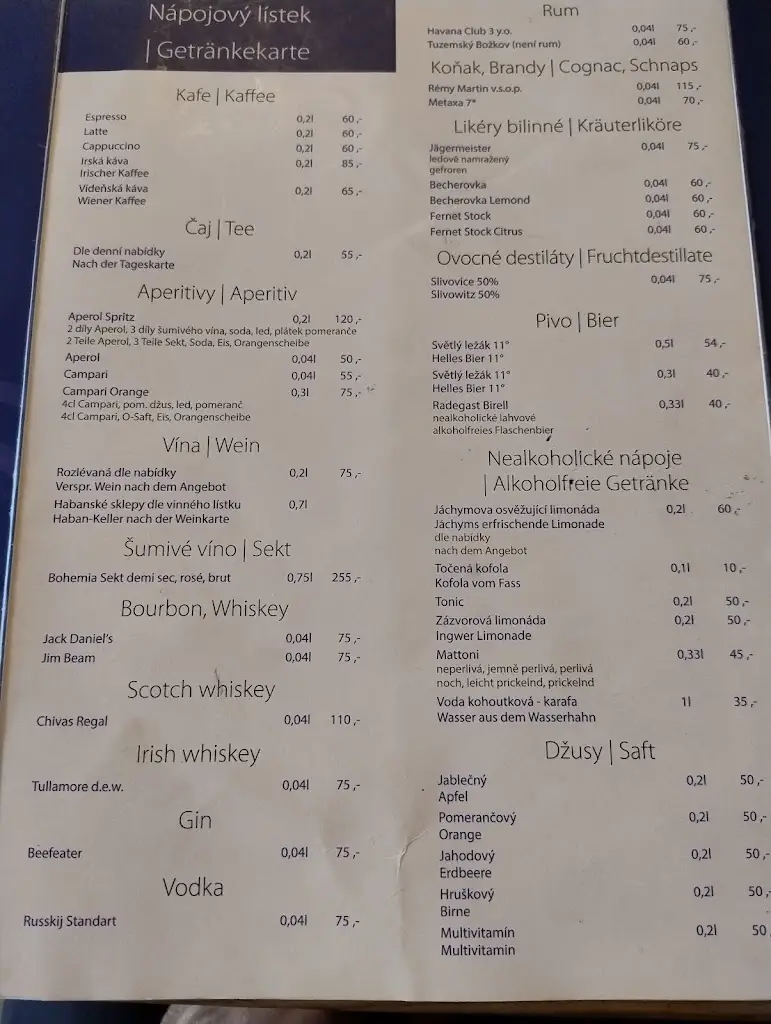 Nápojový lístek
| Getränkekarte
Kafe | Kaffee
Espresso 0,2l 60,-
Latte 0,2l 60,-
Cappuccino 0,2l 60,-
Irská káva 0,2l 85,-
Irischer Kaffee
Vídeňská káva 0,2l 65,-
Wiener Kaffee
Čaj | Tee
Dle denní nabídky 0,2l 55,-
Nach der Tageskarte
Aperitivy | Aperitiv
Aperol Spritz 0,2l 120,-
2 díly Aperol, 3 díly šumivého vína, soda, led, plátek pomeranče
2 Teile Aperol, 3 Teile Sekt, Soda, Eis, Orangenscheibe
Aperol 0,04l 50,-
Campari 0,04l 55,-
Campari Orange 0,3l 75,-
4cl Campari, pom. džus, led, pomeranč
4cl Campari, O-Saft, Eis, Orangenscheibe
Vína | Wein
Rozlévaná dle nabídky 0,2l 75,-
Verspr. Wein nach dem Angebot
Habanské sklepy dle vinného lístku 0,7l
Haban-Keller nach der Weinkarte
Šumivé víno | Sekt
Bohemia Sekt demi sec, rosé, brut 0,75l 255,-
Bourbon, Whiskey
Jack Daniel's 0,04l 75,-
Jim Beam 0,04l 75,-
Scotch whiskey
Chivas Regal 0,04l 110,-
Irish whiskey
Tullamore d.e.w. 0,04l 75,-
Gin
Beefeater 0,04l 75,-
Vodka
Russkij Standart 0,04l 75,-
Rum
Havana Club 3 y.o. 0,04l 75,-
Tuzemský Božkov (není rum) 0,04l 60,-
Koňak, Brandy | Cognac, Schnaps
Rémy Martin v.s.o.p. 0,04l 115,-
Metaxa 7* 0,04l 70,-
Likéry bilinné | Kräuterliköre
Jägermeister 0,04l 75,-
ledově namražený
gefroren
Becherovka 0,04l 60,-
Becherovka Lemond 0,04l 60,-
Fernet Stock 0,04l 60,-
Fernet Stock Citrus 0,04l 60,-
Ovocné destiláty | Fruchtdestillate
Slivovice 50% 0,04l 75,-
Slivowitz 50%
Pivo | Bier
Světlý ležák 11° 0,5l 54,-
Helles Bier 11°
Světlý ležák 11° 0,3l 40,-
Helles Bier 11°
Radegast Birell 0,33l 40,-
nealkoholické lahvové
alkoholfreies Flaschenbier
Nealkoholické nápoje
| Alkoholfreie Getränke
Jáchymova osvěžující limonáda 0,2l 60,-
Jáchyms erfrischende Limonade
dle nabídky
nach dem Angebot
Točená kofola 0,1l 10,-
Kofola vom Fass
Tonic 0,2l 50,-
Zázvorová limonáda 0,2l 50,-
Ingwer Limonade
Mattoni 0,33l 45,-
neperlivá, jemně perlivá, perlivá
noch, leicht prickelnd, prickelnd
Voda kohoutková - karafa 1l 35,-
Wasser aus dem Wasserhahn
Džusy | Saft
Jablečný 0,2l 50,-
Apfel
Pomerančový 0,2l 50,-
Orange
Jahodový 0,2l 50,-
Erdbeere
Hruškový 0,2l 50,-
Birne
Multivitamín 0,2l 50
Multivitamin